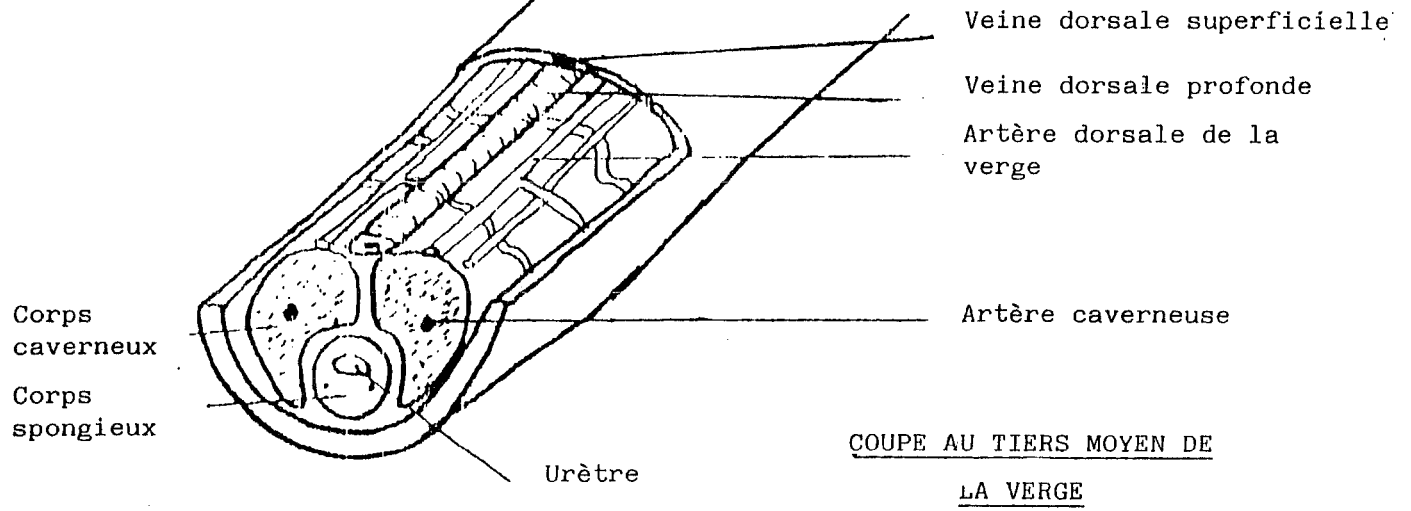 Veine dorsale superficielle
Veine dorsale profonde
Artère dorsale de la
verge
Corps
caverneux
Artère caverneuse
Corps
spongieux
Urètre
COUPE AU TIERS MOYEN DE
LA VERGE